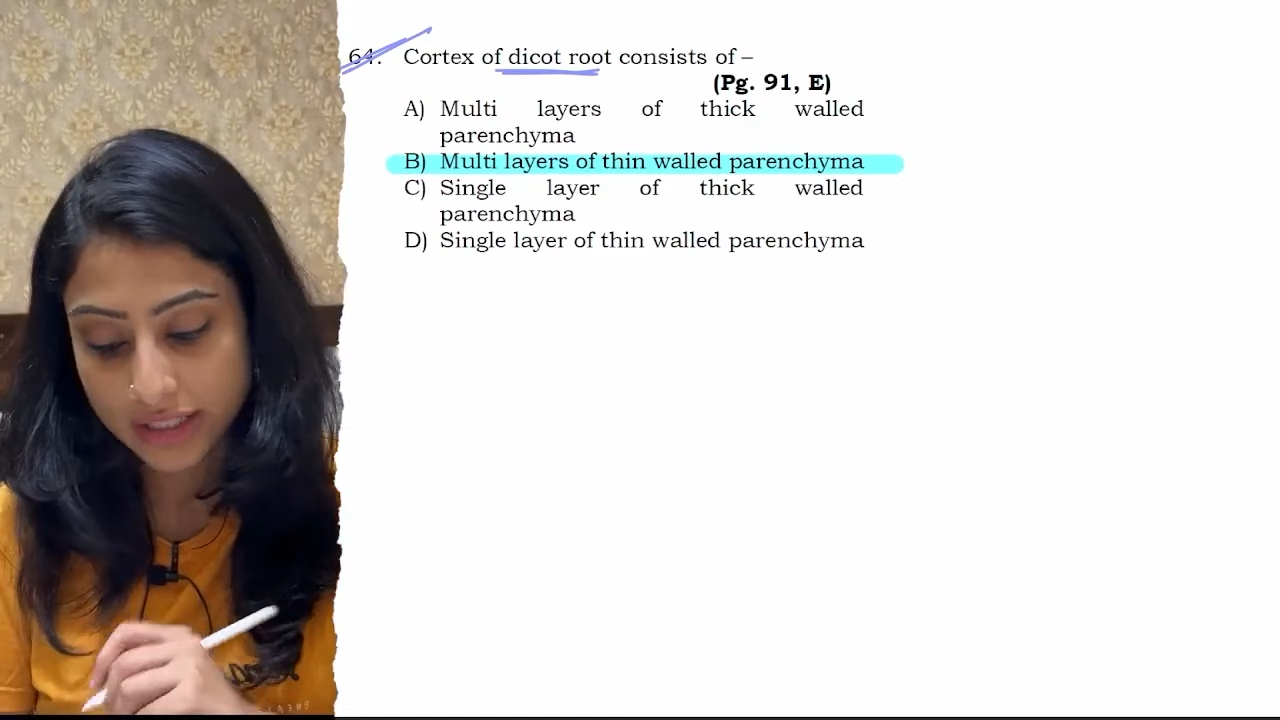 64. Cortex of dicot root consists of –
(Pg. 91, E)
A) Multi layers of thick walled
parenchyma
B) Multi layers of thin walled parenchyma
C) Single layer of thick walled
parenchyma
D) Single layer of thin walled parenchyma